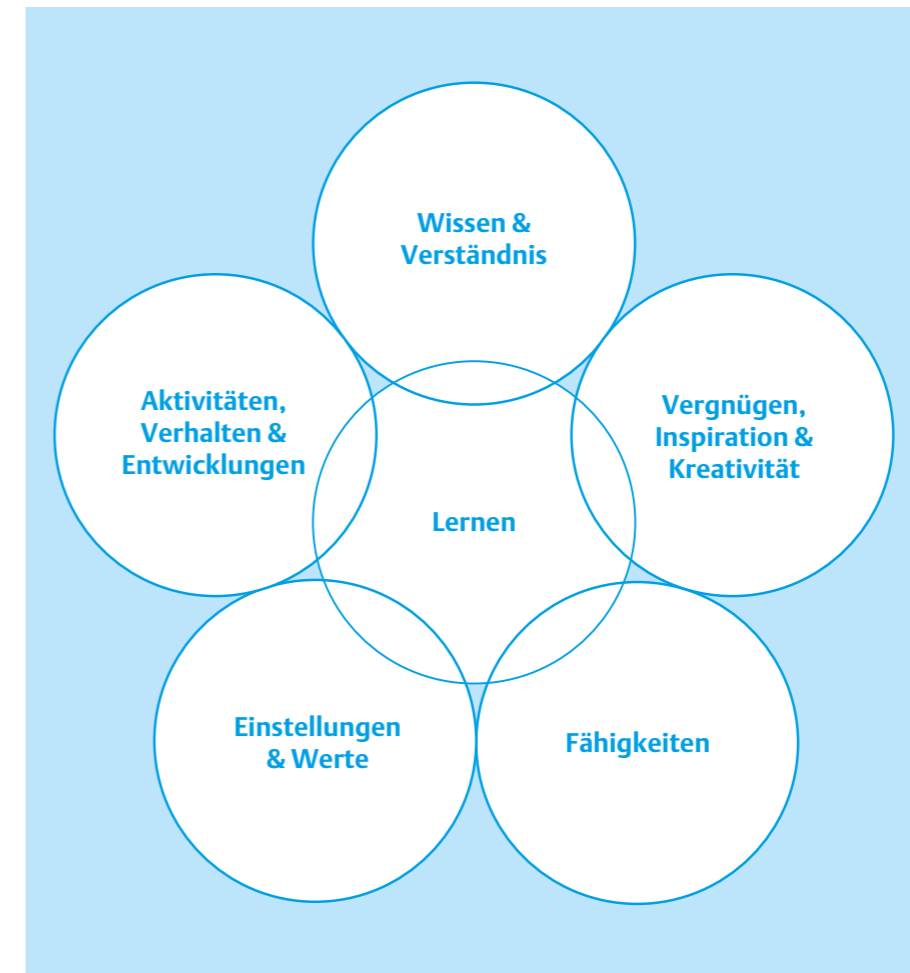 Wissen &
Verständnis
Aktivitäten,
Verhalten &
Entwicklungen
Vergnügen,
Inspiration &
Kreativität
Lernen
Einstellungen
& Werte
Fähigkeiten